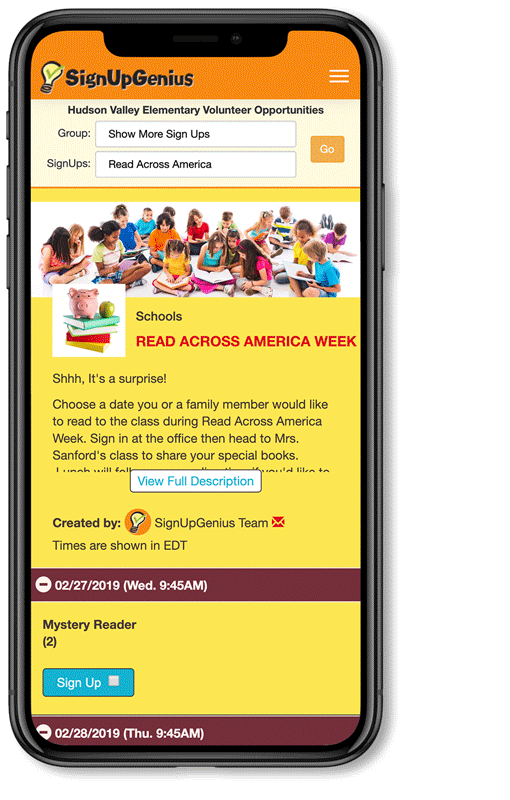 SignUpGenius
Hudson Valley Elementary Volunteer Opportunities
Group: Show More Sign Ups
Go
SignUps: Read Across America
Schools
READ ACROSS AMERICA WEEK
Shhh, It's a surprise!
Choose a date you or a family member would like
to read to the class during Read Across America
Week. Sign in at the office then head to Mrs.
Sanford's class to share your special books.
Lunch will if you'd like to
View Full Description
Created by: SignUpGenius Team
Times are shown in EDT
02/27/2019 (Wed. 9:45AM)
Mystery Reader
(2)
Sign Up
02/28/2019 (Thu. 9:45AM)